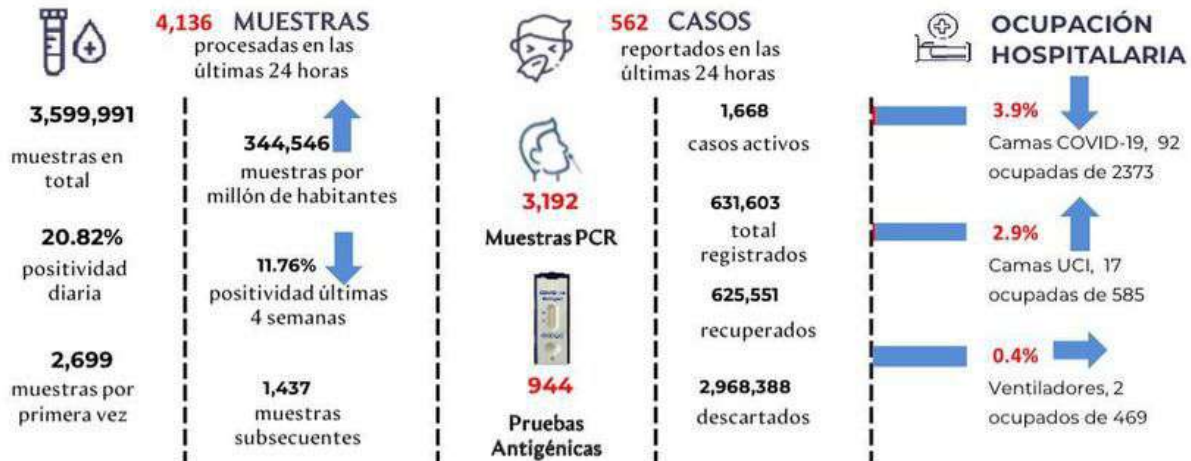 4,136 MUESTRAS
procesadas en las
últimas 24 horas
3,599,991
muestras en
total
20.82%
positividad
diaria
2,699
muestras por
primera vez
344,546
muestras por
millón de habitantes
11.76%
positividad últimas
4 semanas
1,437
muestras
subsecuentes
562 CASOS
reportados en las
últimas 24 horas
3,192
Muestras PCR
944
Pruebas
Antigénicas
1,668
casos activos
631,603
total
registrados
625,551
recuperados
2,968,388
descartados
OCUPACIÓN
HOSPITALARIA
3.9%
Camas COVID-19, 92
ocupadas de 2373
2.9%
Camas UCI, 17
ocupadas de 585
0.4%
Ventiladores, 2
ocupados de 469